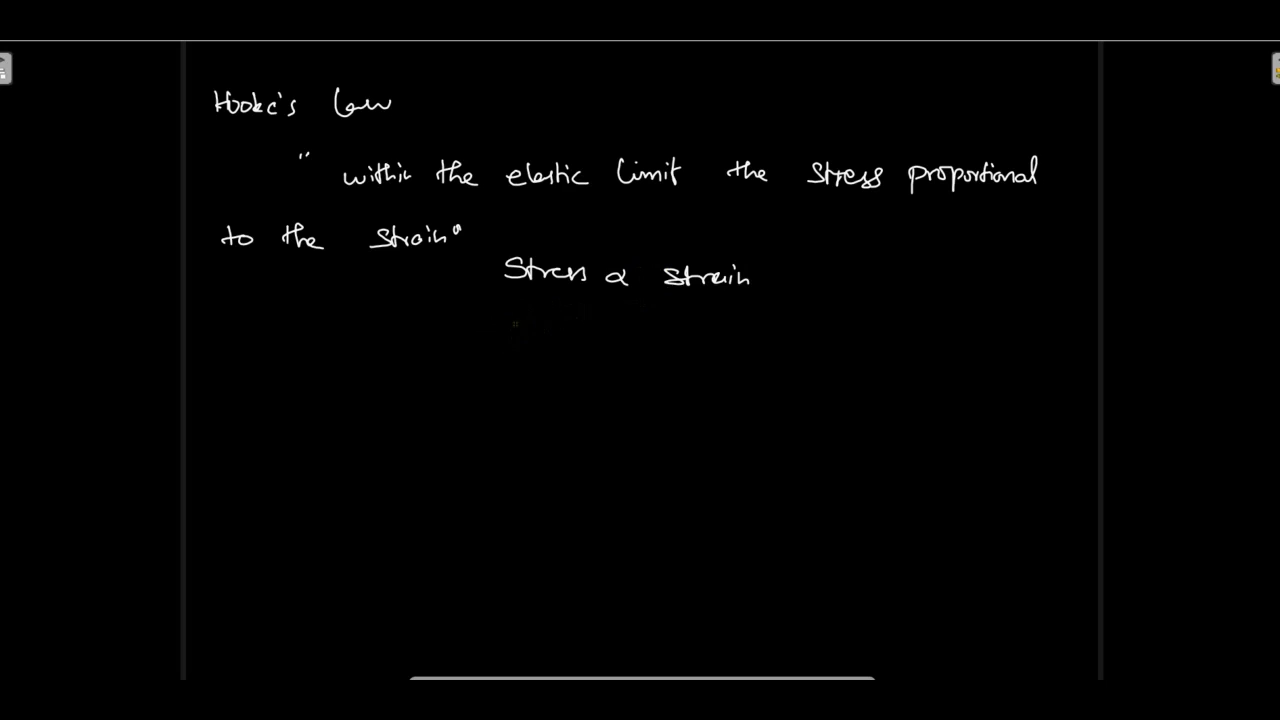 Hooke's law
" within the elastic limit the stress proportional
to the strain"
Stress ∝ strain